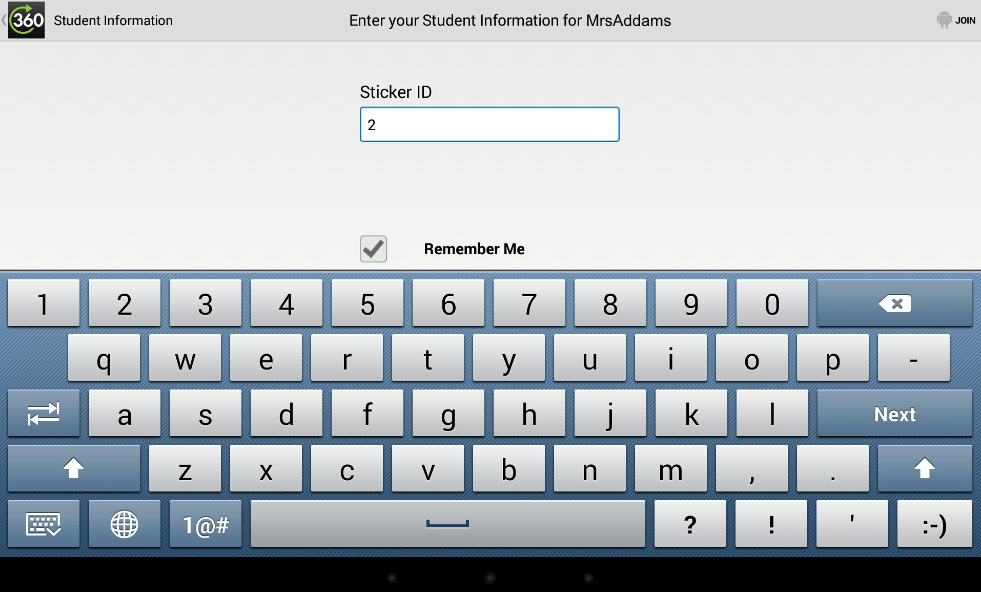 360 Student Information Enter your Student Information for MrsAddams JOIN
Sticker ID
2
Remember Me
1 2 3 4 5 6 7 8 9 0
q w e r t y u i o p -
a s d f g h j k l Next
z x c v b n m , .
1@# ? ! ' :-)